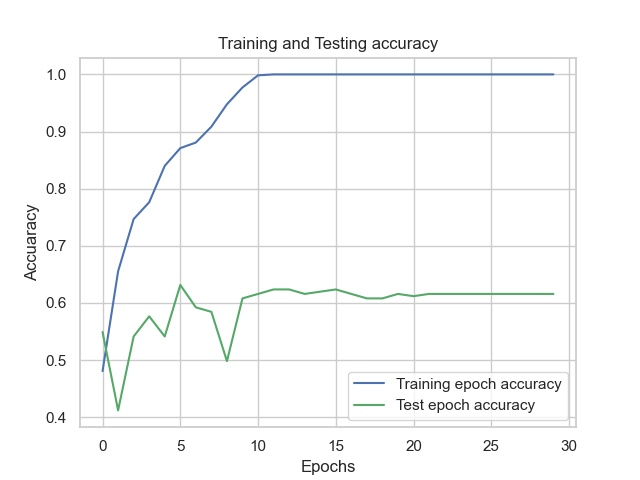 Training and Testing accuracy
1.0
0.9
0.8
0.7
0.6
0.5
0.4
Accuaracy
Training epoch accuracy
Test epoch accuracy
0 5 10 15 20 25 30
Epochs